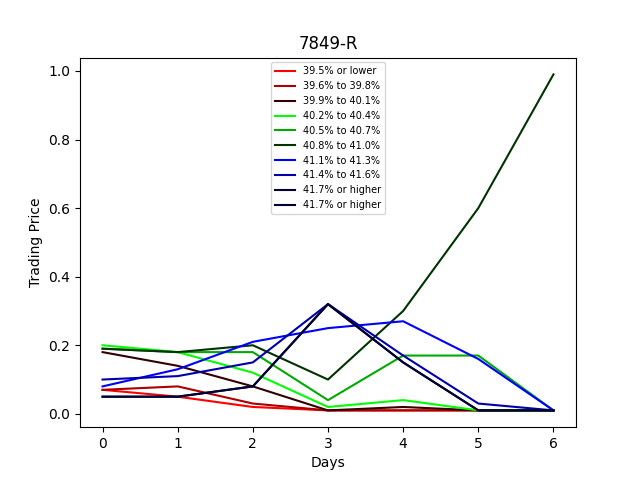 7849-R
39.5% or lower
39.6% to 39.8%
39.9% to 40.1%
40.2% to 40.4%
40.5% to 40.7%
40.8% to 41.0%
41.1% to 41.3%
41.4% to 41.6%
41.7% or higher
41.7% or higher
Trading Price
1.0
0.8
0.6
0.4
0.2
0.0
0 1 2 3 4 5 6
Days